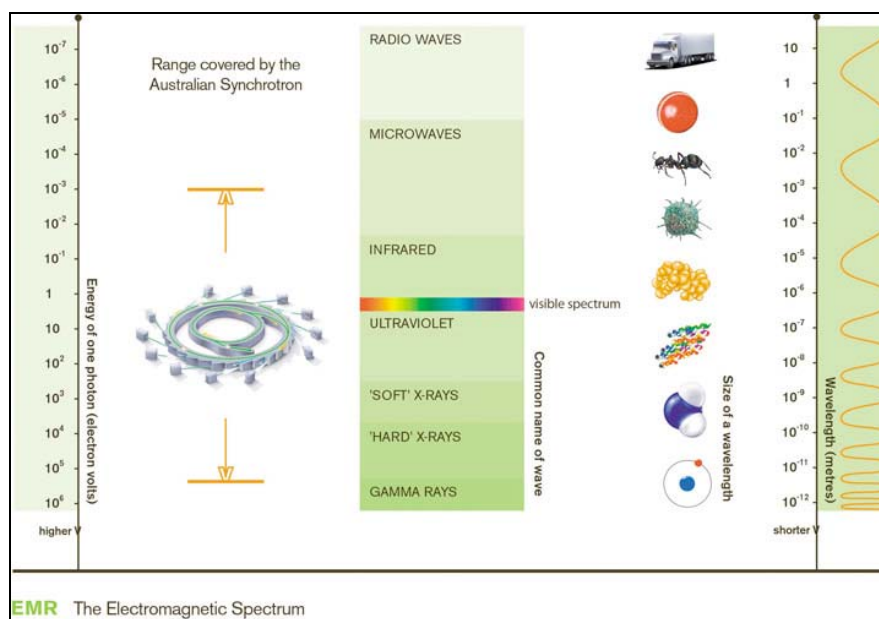 10⁻⁷
10⁻⁶
10⁻⁵
10⁻⁴
10⁻³
10⁻²
10⁻¹
1
10
10²
10³
10⁴
10⁵
10⁶
higher V
Energy of one photon (electron volts)
Range covered by the
Australian Synchrotron
RADIO WAVES
MICROWAVES
INFRARED
visible spectrum
ULTRAVIOLET
'SOFT' X-RAYS
'HARD' X-RAYS
GAMMA RAYS
Common name of wave
Size of a wavelength
10
1
10⁻¹
10⁻²
10⁻³
10⁻⁴
10⁻⁵
10⁻⁶
10⁻⁷
10⁻⁸
10⁻⁹
10⁻¹⁰
10⁻¹¹
10⁻¹²
shorter V
Wavelength (metres)
EMR The Electromagnetic Spectrum